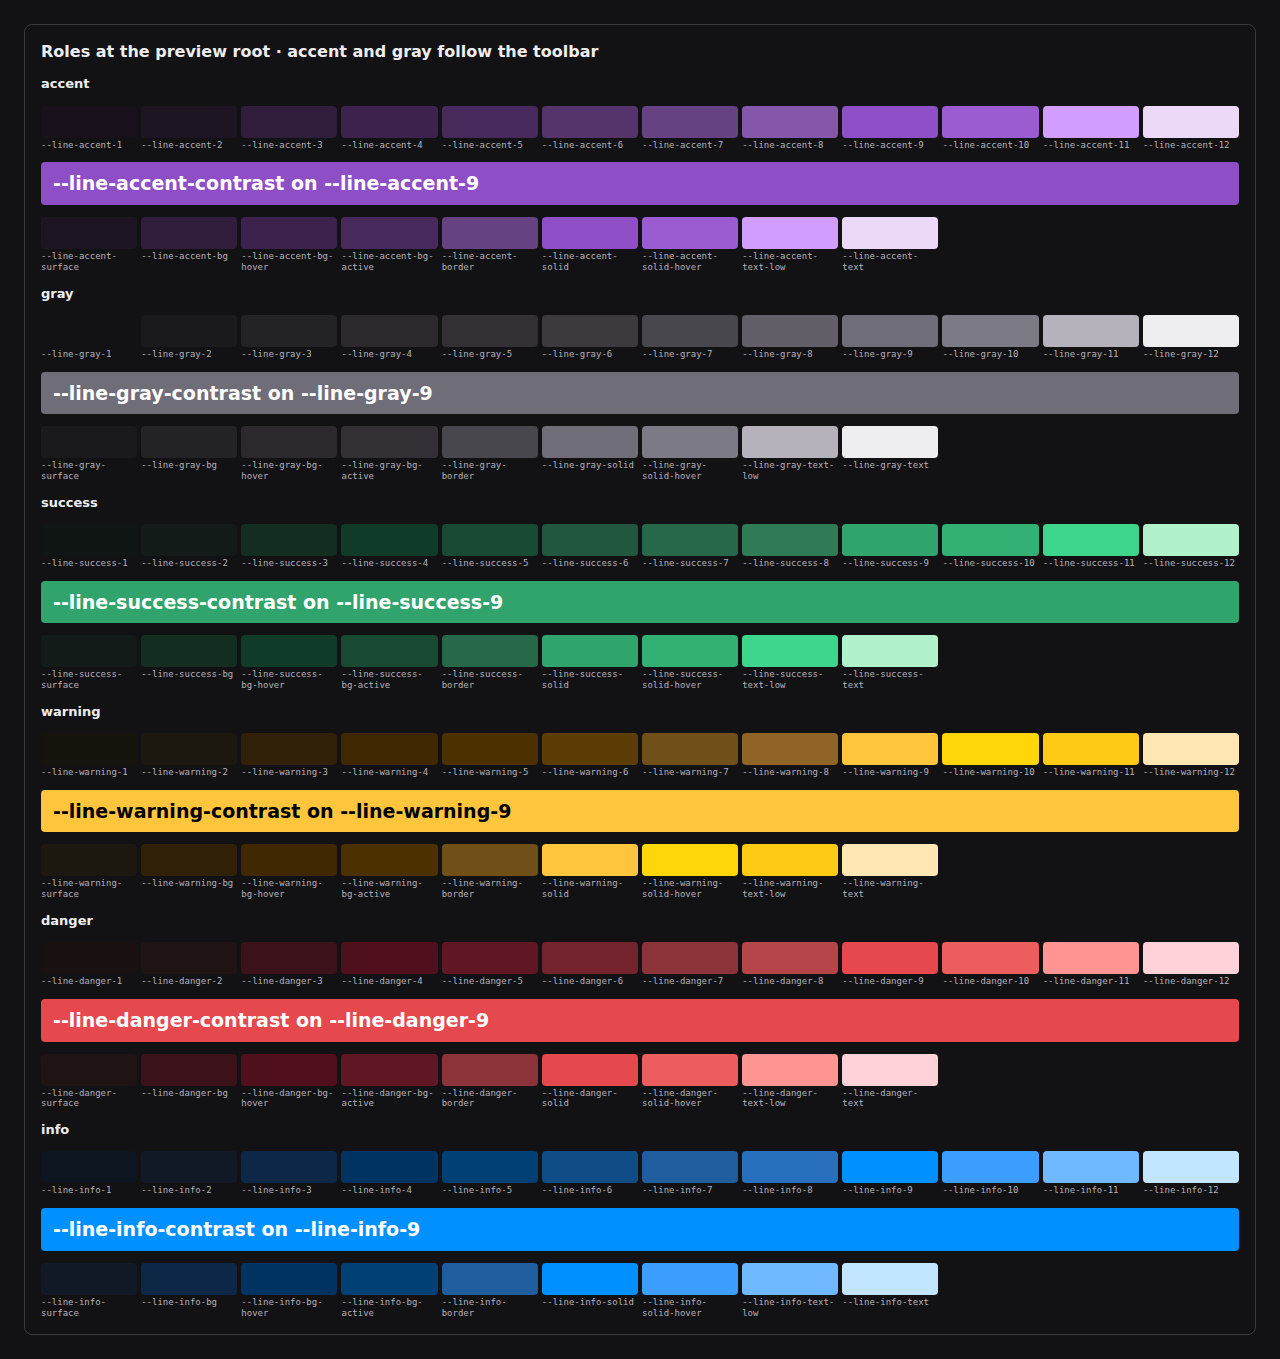 Roles at the preview root · accent and gray follow the toolbar
accent
--line-accent-1 --line-accent-2 --line-accent-3 --line-accent-4 --line-accent-5 --line-accent-6 --line-accent-7 --line-accent-8 --line-accent-9 --line-accent-10 --line-accent-11 --line-accent-12
--line-accent-contrast on --line-accent-9
--line-accent- --line-accent-bg --line-accent-bg- --line-accent-bg- --line-accent- --line-accent- --line-accent- --line-accent- --line-accent-
surface hover active border solid solid-hover text-low text
gray
--line-gray-1 --line-gray-2 --line-gray-3 --line-gray-4 --line-gray-5 --line-gray-6 --line-gray-7 --line-gray-8 --line-gray-9 --line-gray-10 --line-gray-11 --line-gray-12
--line-gray-contrast on --line-gray-9
--line-gray- --line-gray-bg --line-gray-bg- --line-gray-bg- --line-gray- --line-gray-solid --line-gray- --line-gray-text- --line-gray-text
surface hover active border solid-hover low
success
--line-success-1 --line-success-2 --line-success-3 --line-success-4 --line-success-5 --line-success-6 --line-success-7 --line-success-8 --line-success-9 --line-success-10 --line-success-11 --line-success-12
--line-success-contrast on --line-success-9
--line-success- --line-success-bg --line-success- --line-success- --line-success- --line-success- --line-success- --line-success- --line-success-
surface bg-hover bg-active border solid solid-hover text-low text
warning
--line-warning-1 --line-warning-2 --line-warning-3 --line-warning-4 --line-warning-5 --line-warning-6 --line-warning-7 --line-warning-8 --line-warning-9 --line-warning-10 --line-warning-11 --line-warning-12
--line-warning-contrast on --line-warning-9
--line-warning- --line-warning-bg --line-warning- --line-warning- --line-warning- --line-warning- --line-warning- --line-warning- --line-warning-
surface bg-hover bg-active border solid solid-hover text-low text
danger
--line-danger-1 --line-danger-2 --line-danger-3 --line-danger-4 --line-danger-5 --line-danger-6 --line-danger-7 --line-danger-8 --line-danger-9 --line-danger-10 --line-danger-11 --line-danger-12
--line-danger-contrast on --line-danger-9
--line-danger- --line-danger-bg --line-danger-bg- --line-danger-bg- --line-danger- --line-danger- --line-danger- --line-danger- --line-danger-
surface hover active border solid solid-hover text-low text
info
--line-info-1 --line-info-2 --line-info-3 --line-info-4 --line-info-5 --line-info-6 --line-info-7 --line-info-8 --line-info-9 --line-info-10 --line-info-11 --line-info-12
--line-info-contrast on --line-info-9
--line-info- --line-info-bg --line-info-bg- --line-info-bg- --line-info- --line-info-solid --line-info- --line-info-text- --line-info-text
surface hover active border solid-hover low